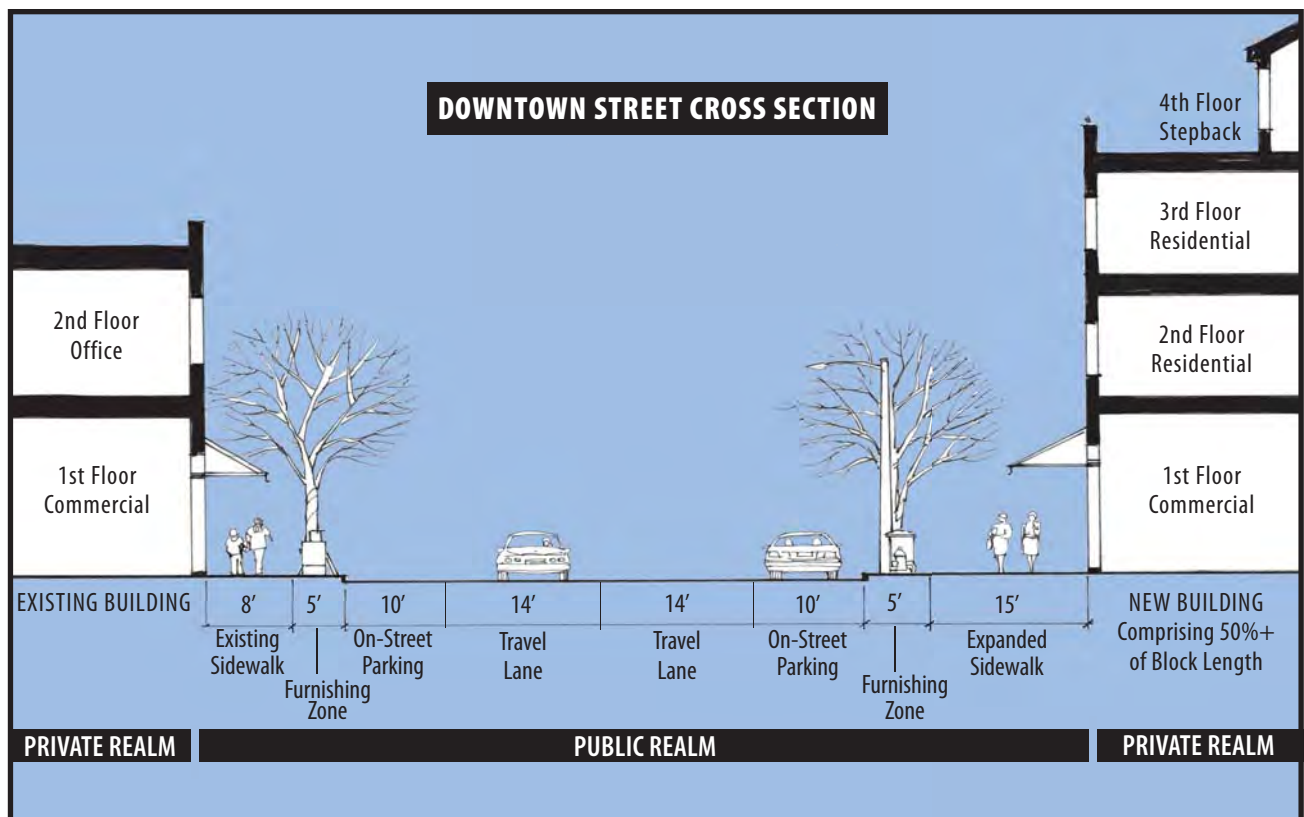 DOWNTOWN STREET CROSS SECTION
4th Floor
Stepback
3rd Floor
Residential
2nd Floor
Office
2nd Floor
Residential
1st Floor
Commercial
1st Floor
Commercial
EXISTING BUILDING
8’
5’
10’
14’
14’
10’
5’
15’
NEW BUILDING
Comprising 50%+
of Block Length
Existing
Sidewalk
Furnishing
Zone
On-Street
Parking
Travel
Lane
Travel
Lane
On-Street
Parking
Furnishing
Zone
Expanded
Sidewalk
PRIVATE REALM
PUBLIC REALM
PRIVATE REALM